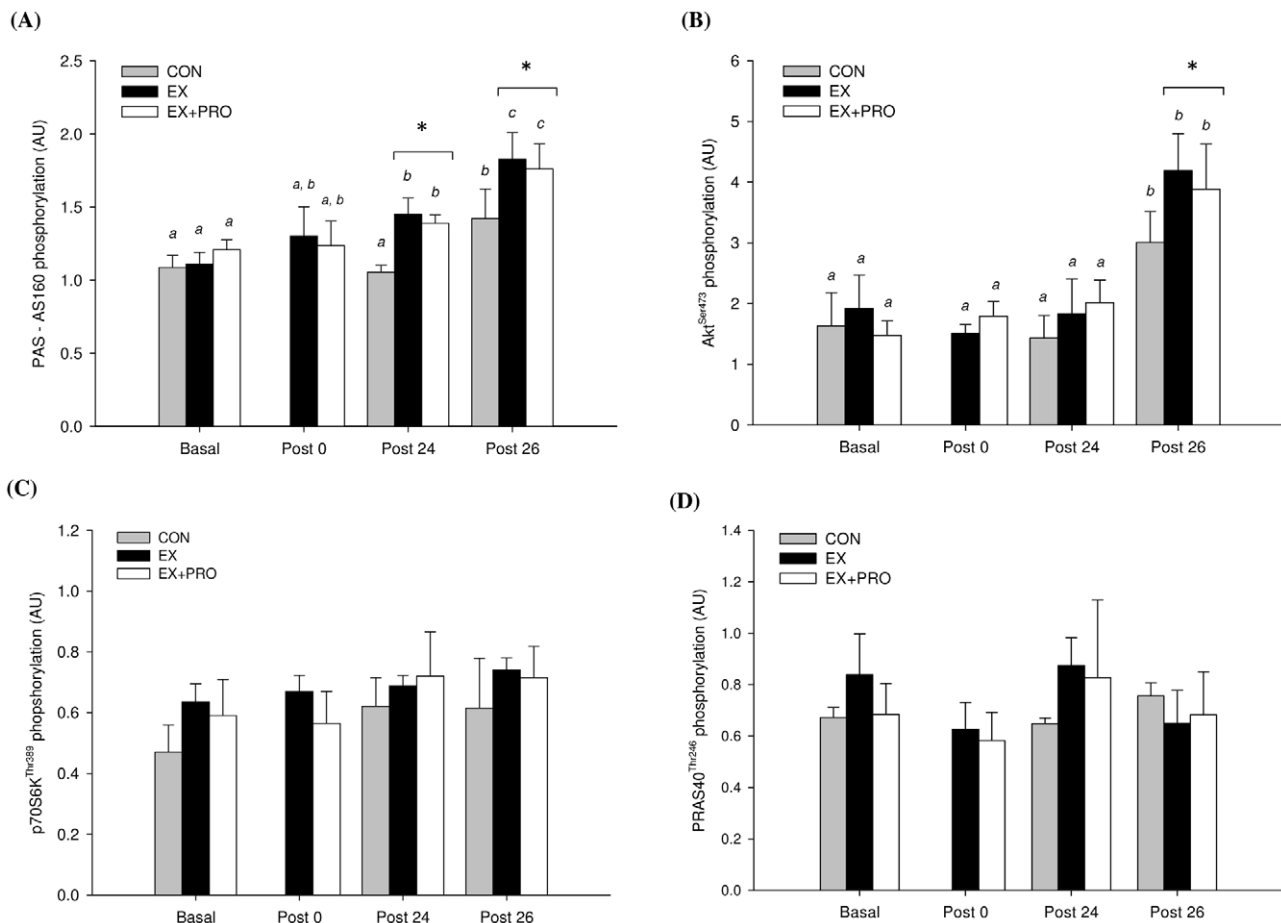 (A)
PAS - AS160 phosphorylation (AU)
2.5
2.0
1.5
1.0
0.5
0.0
CON
EX
EX+PRO
a
a
a
a, b
a, b
*
a
b
b
*
b
c
c
Basal
Post 0
Post 24
Post 26
(B)
Akt^Ser473 phosphorylation (AU)
6
5
4
3
2
1
0
CON
EX
EX+PRO
a
a
a
a
a
a
a
a
*
b
b
b
Basal
Post 0
Post 24
Post 26
(C)
p70S6K^Thr389 phopsphorylation (AU)
1.2
1.0
0.8
0.6
0.4
0.2
0.0
CON
EX
EX+PRO
Basal
Post 0
Post 24
Post 26
(D)
PRAS40^Thr246 phosphorylation (AU)
1.4
1.2
1.0
0.8
0.6
0.4
0.2
0.0
CON
EX
EX+PRO
Basal
Post 0
Post 24
Post 26